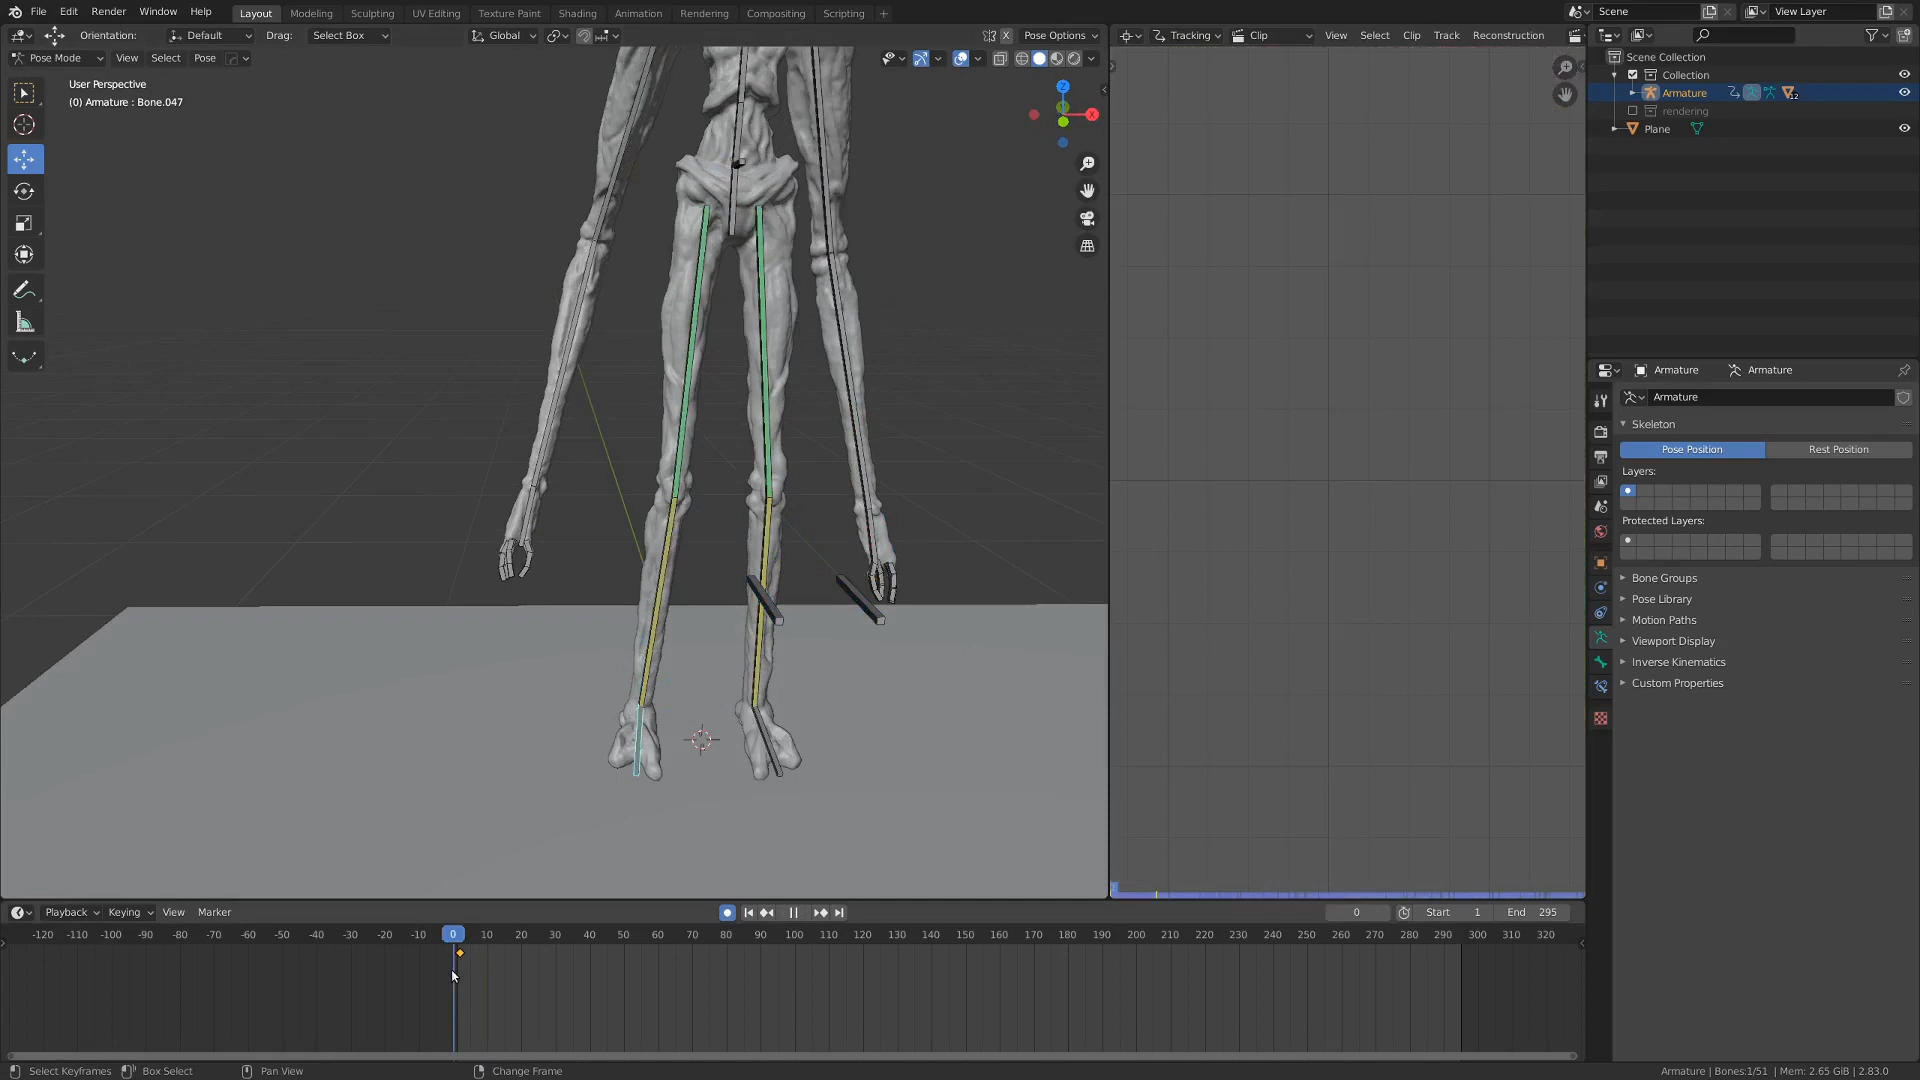 File Edit Render Window Help Layout Modeling Sculpting UV Editing Texture Paint Shading Animation Rendering Compositing Scripting + Scene View Layer
Orientation: Default Drag: Select Box Global X Pose Options Tracking Clip View Select Clip Track Reconstruction
Pose Mode View Select Pose
User Perspective
(0) Armature : Bone.047
Z
X
Scene Collection
Collection
Armature 12
rendering
Plane
Armature Armature
Armature
Skeleton
Pose Position Rest Position
Layers:
Protected Layers:
Bone Groups
Pose Library
Motion Paths
Viewport Display
Inverse Kinematics
Custom Properties
Playback Keying View Marker 0 Start 1 End 295
-120 -110 -100 -90 -80 -70 -60 -50 -40 -30 -20 -10 0 10 20 30 40 50 60 70 80 90 100 110 120 130 140 150 160 170 180 190 200 210 220 230 240 250 260 270 280 290 300 310 320
Select Keyframes Box Select Pan View Change Frame Armature | Bones:1/51 | Mem: 2.65 GiB | 2.83.0